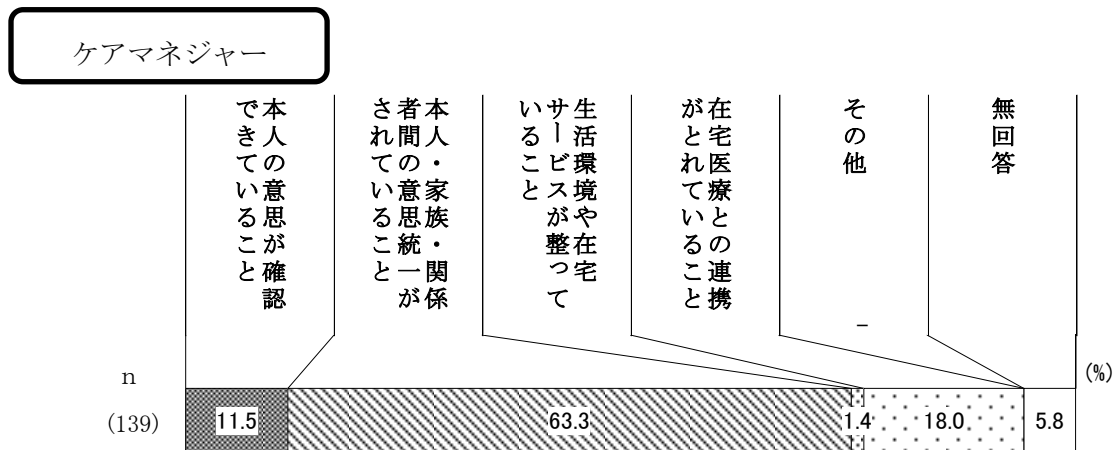 ケアマネジャー
本人の意思が確認
できていること
本人・家族・関係
者間の意思統一が
されていること
生活環境や在宅
サービスが整って
いること
在宅医療との連携
がとれていること
その他
無回答
−
n
(%)
(139)
11.5
63.3
1.4
18.0
5.8